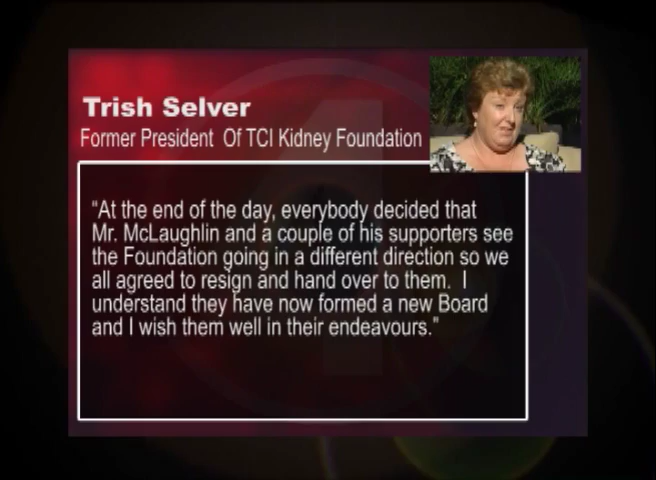 Trish Selver
Former President Of TCI Kidney Foundation
"At the end of the day, everybody decided that
Mr. McLaughlin and a couple of his supporters see
the Foundation going in a different direction so we
all agreed to resign and hand over to them. I
understand they have now formed a new Board
and I wish them well in their endeavours."